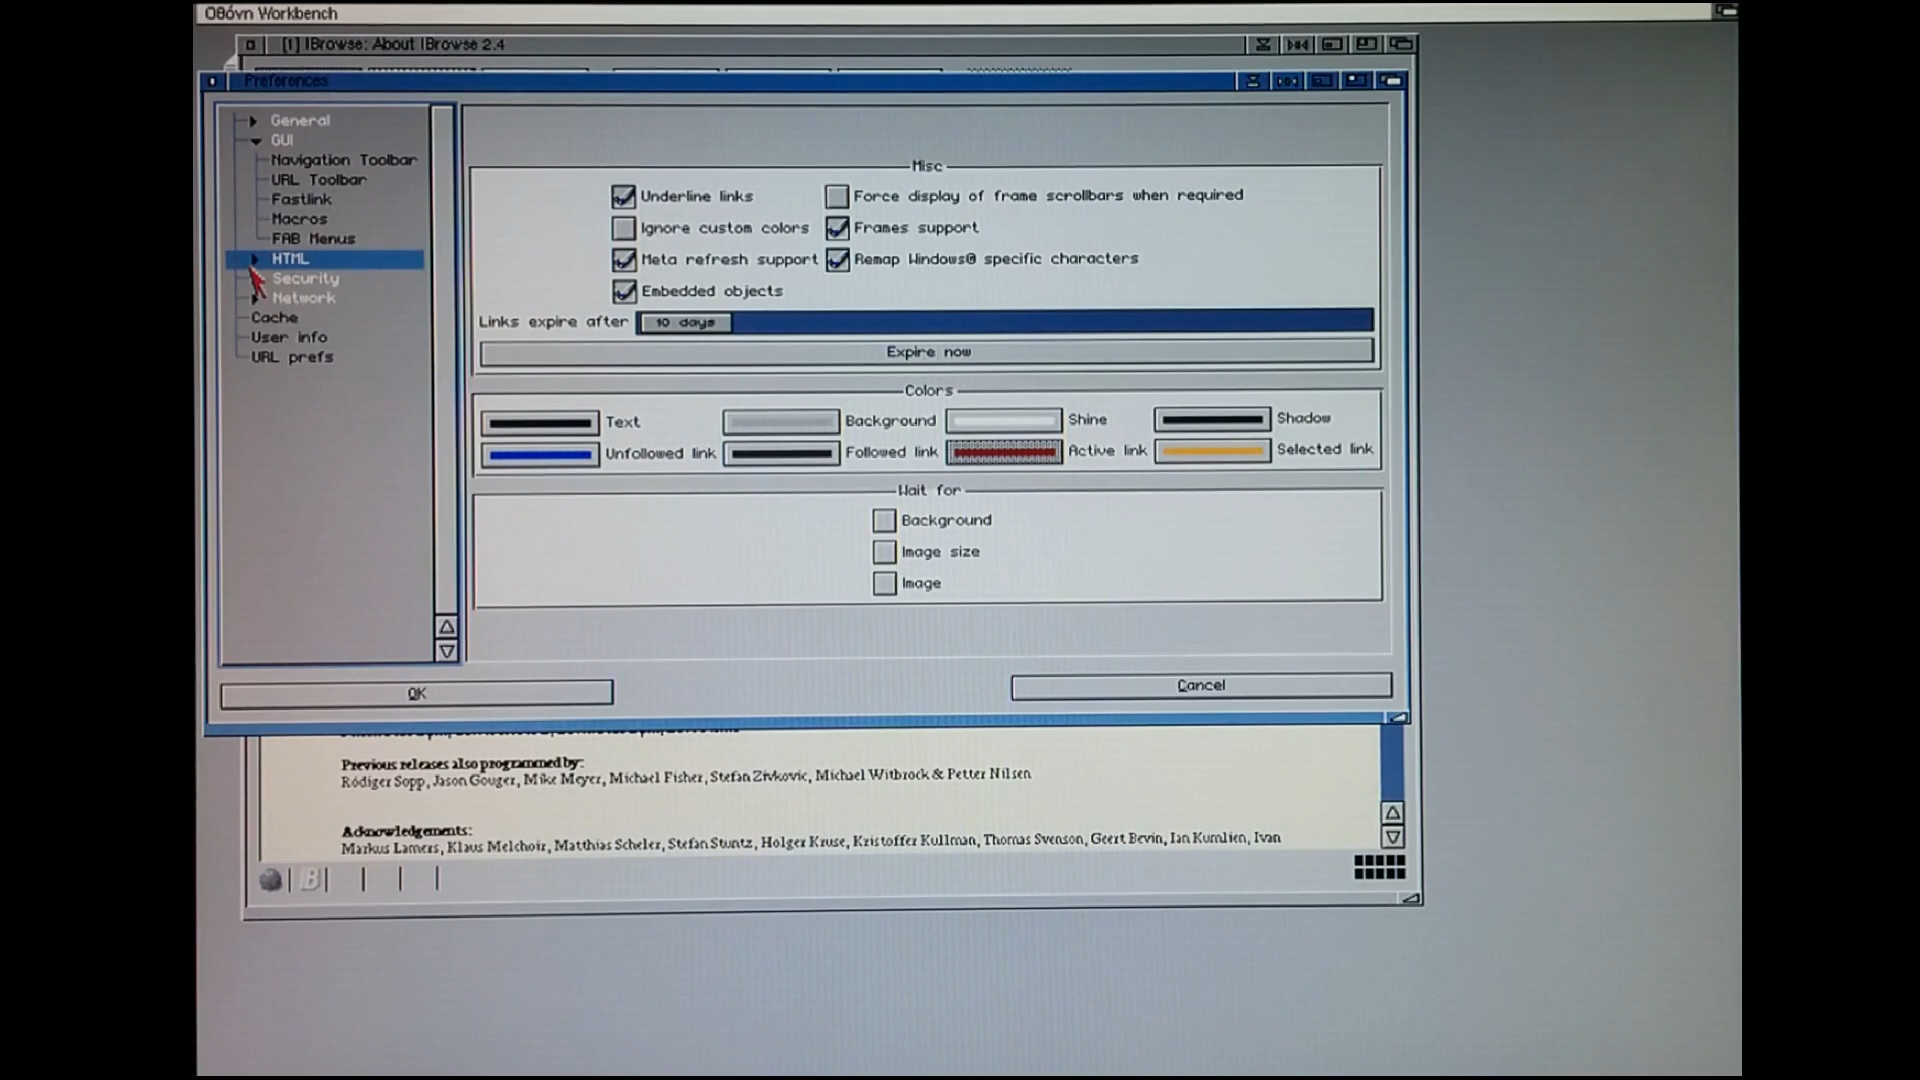 Οθόνη Workbench
[1] IBrowse: About IBrowse 2.4
Preferences
General
GUI
Navigation Toolbar
URL Toolbar
Fastlink
Macros
FAB Menus
HTML
Security
Network
Cache
User info
URL prefs
Misc
Underline links
Force display of frame scrollbars when required
Ignore custom colors
Frames support
Meta refresh support
Remap Windows® specific characters
Embedded objects
Links expire after 10 days
Expire now
Colors
Text
Background
Shine
Shadow
Unfollowed link
Followed link
Active link
Selected link
Wait for
Background
Image size
Image
OK
Cancel
Previous releases also programmed by:
Ródiger Sopp, Jason Gouger, Mike Meyer, Michael Fisher, Stefan Zivkovic, Michael Witbrock & Petter Nilsen
Acknowledgements:
Markus Lamers, Klaus Melchoir, Matthias Scheler, Stefan Stuntz, Holger Kruse, Kristoffer Kullman, Thomas Svenson, Geert Bevin, Ian Kumlien, Ivan
IB